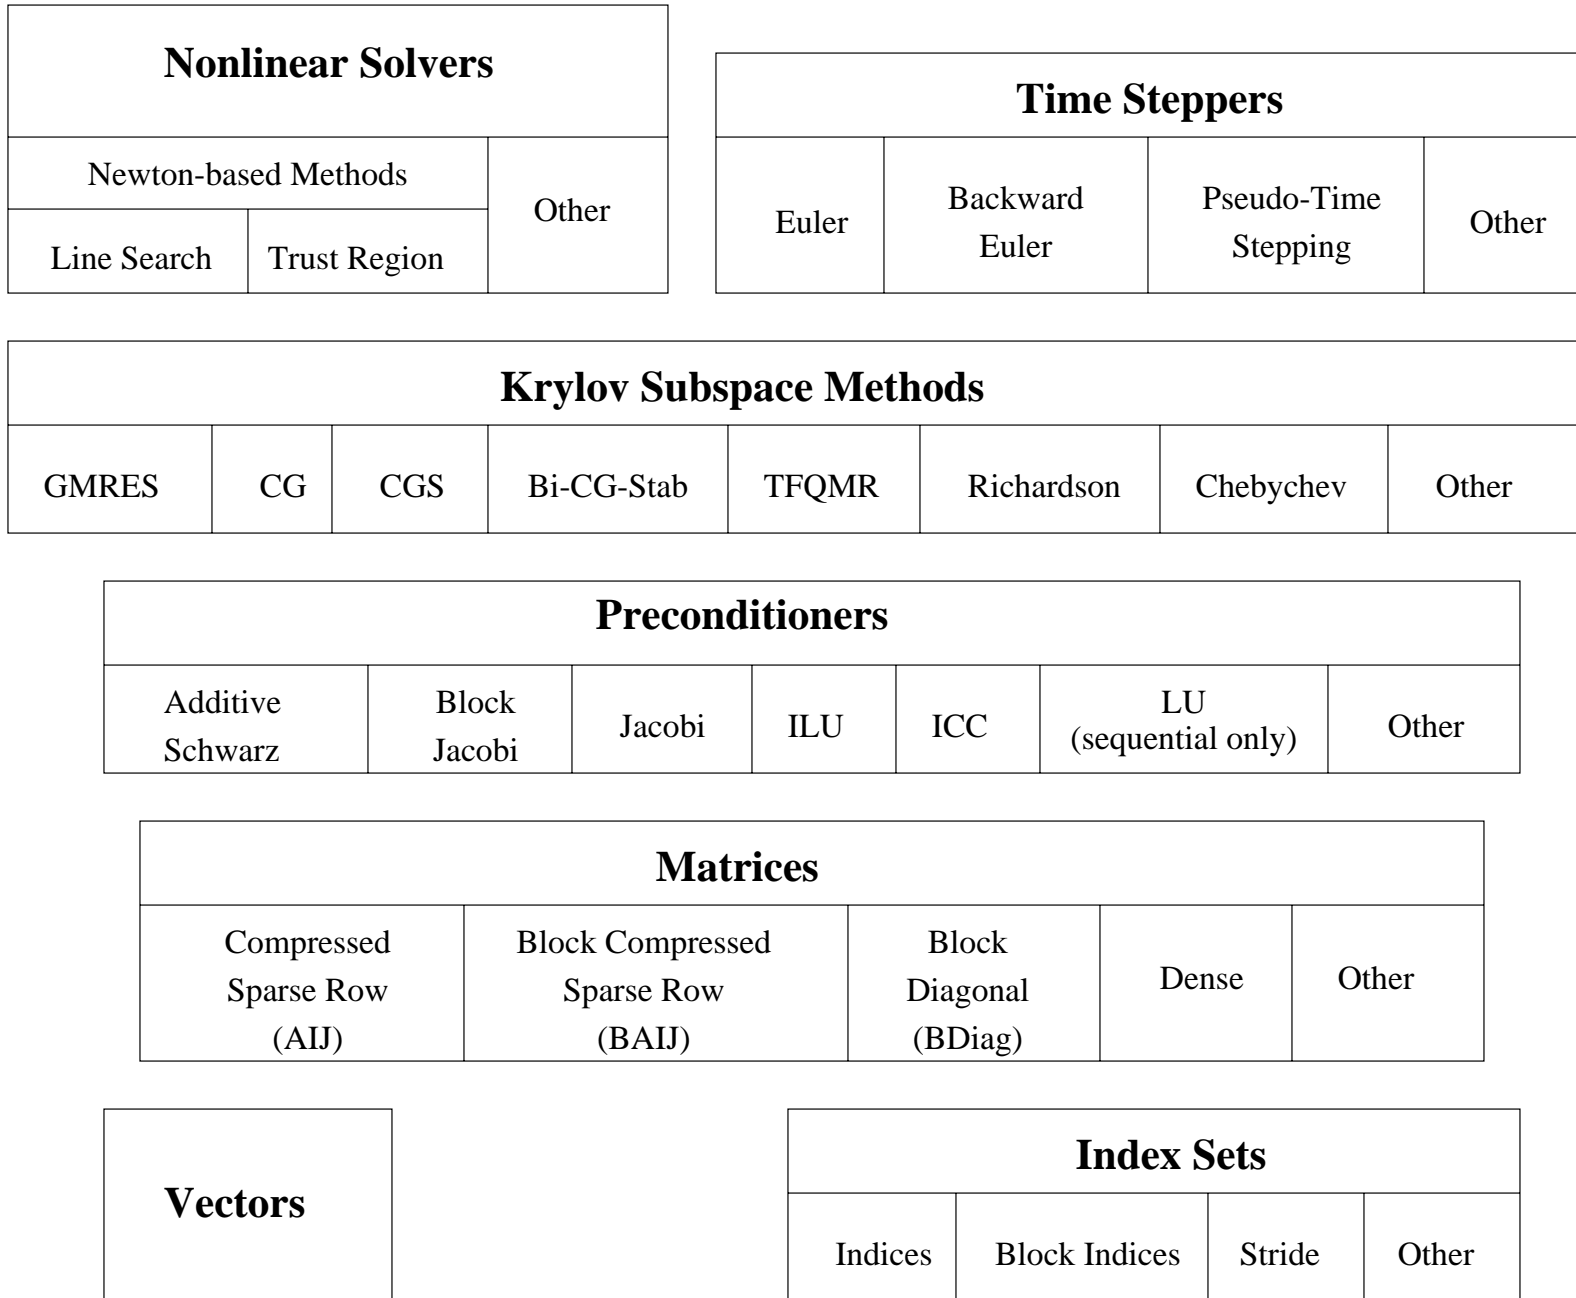 Nonlinear Solvers
Newton-based Methods
Line Search
Trust Region
Other
Time Steppers
Euler
Backward
Euler
Pseudo-Time
Stepping
Other
Krylov Subspace Methods
GMRES
CG
CGS
Bi-CG-Stab
TFQMR
Richardson
Chebychev
Other
Preconditioners
Additive
Schwarz
Block
Jacobi
Jacobi
ILU
ICC
LU
(sequential only)
Other
Matrices
Compressed
Sparse Row
(AIJ)
Block Compressed
Sparse Row
(BAIJ)
Block
Diagonal
(BDiag)
Dense
Other
Vectors
Index Sets
Indices
Block Indices
Stride
Other